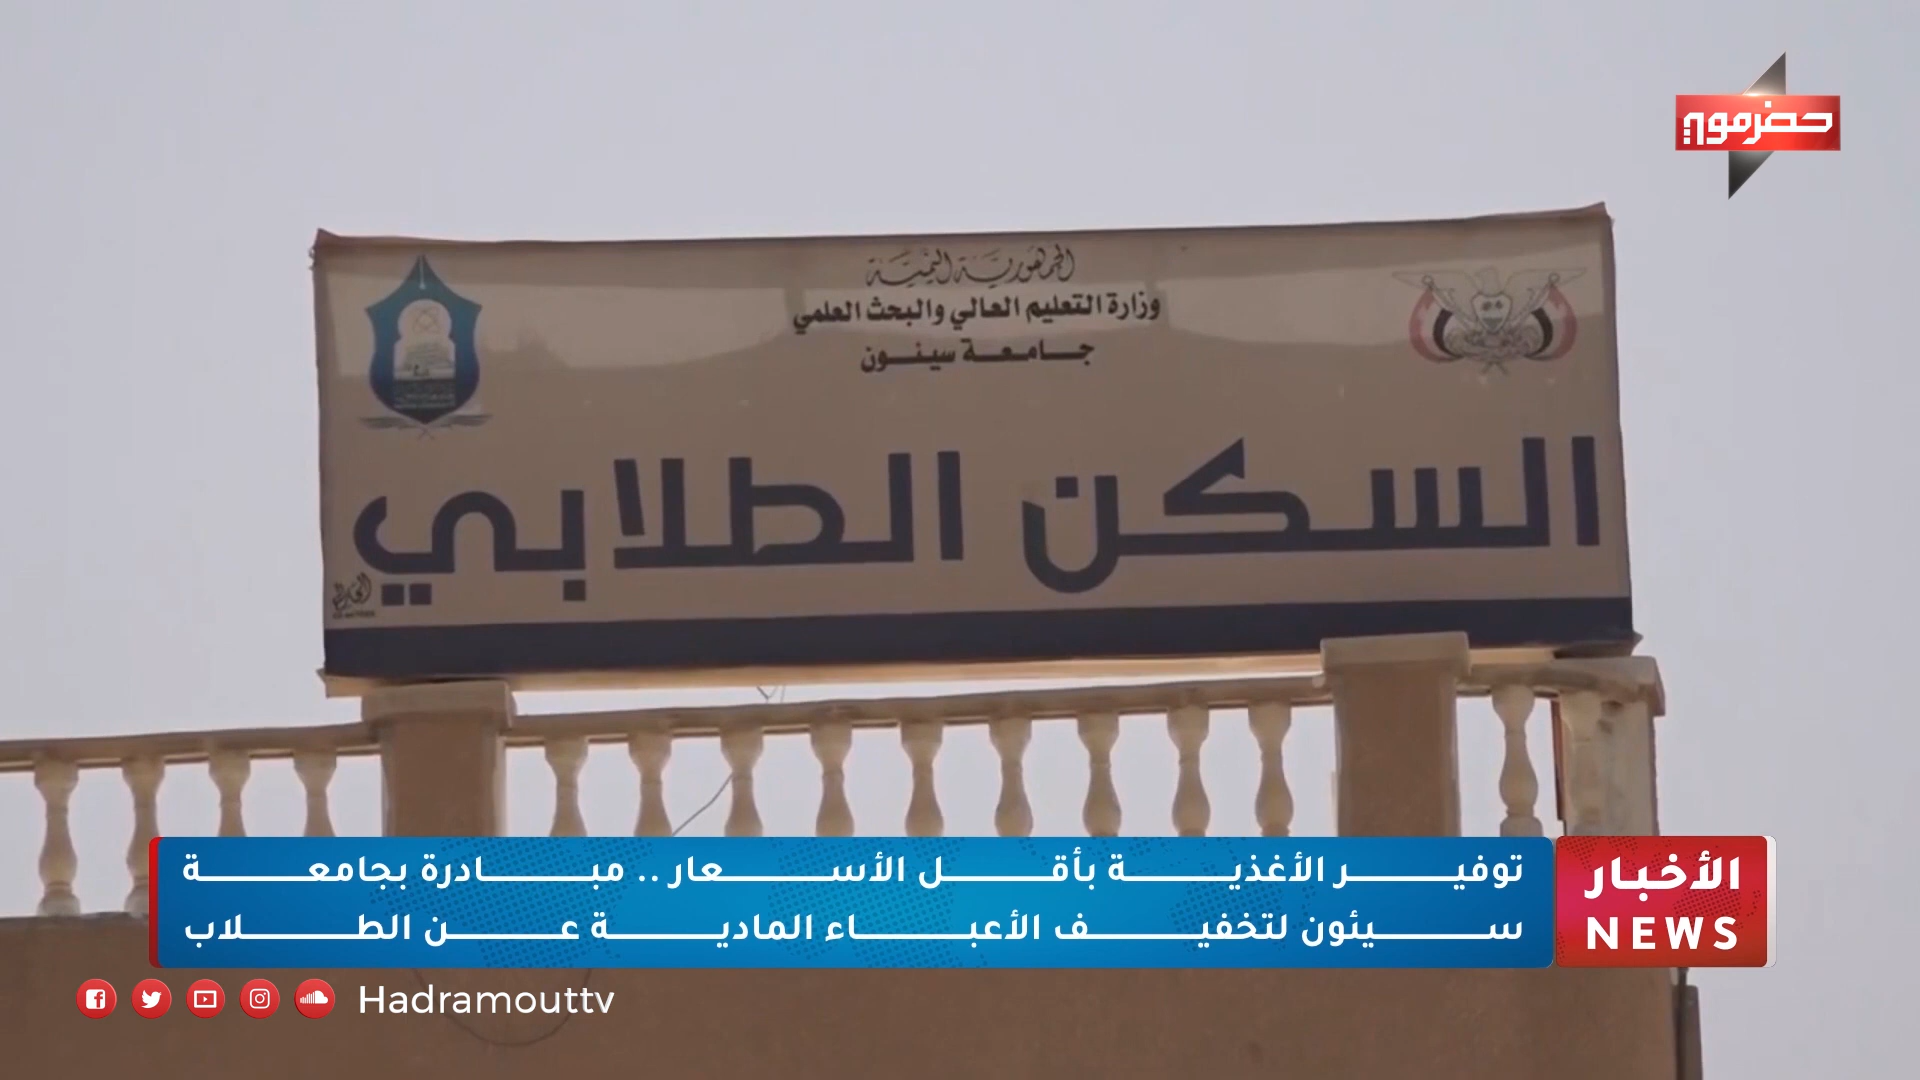 حضرموت
الجمهورية اليمنية
وزارة التعليم العالي والبحث العلمي
جامعة سيئون
السكن الطلابي
توفير الأغذية بأقل الأسعار .. مبادرة بجامعة
سيئون لتخفيف الأعباء المادية عن الطلاب
الأخبار
NEWS
Hadramouttv